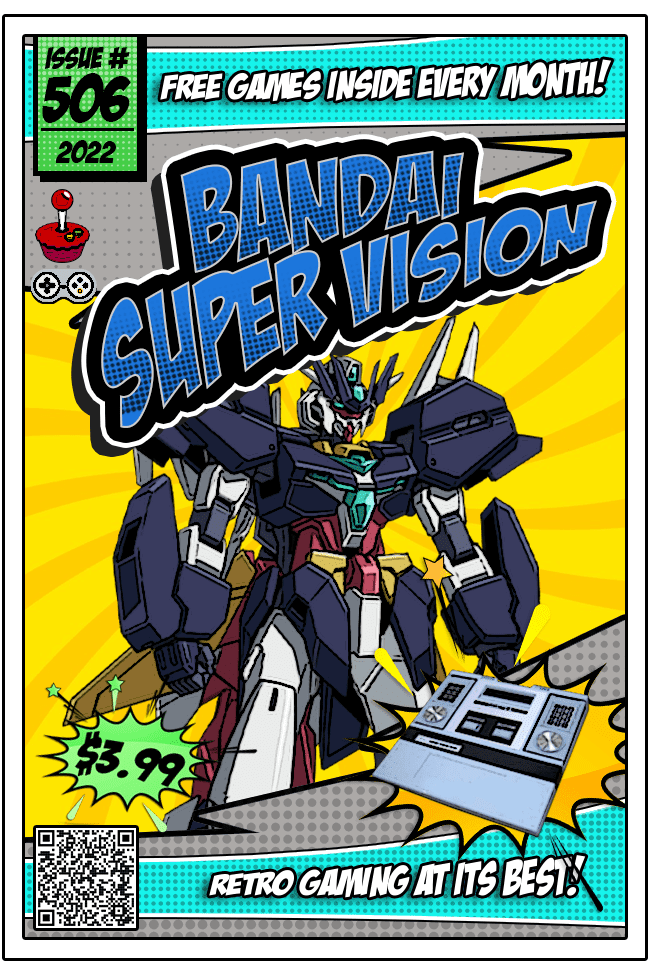 ISSUE #
506
2022
FREE GAMES INSIDE EVERY MONTH!
BANDAI
SUPER VISION
$3.99
RETRO GAMING AT ITS BEST!